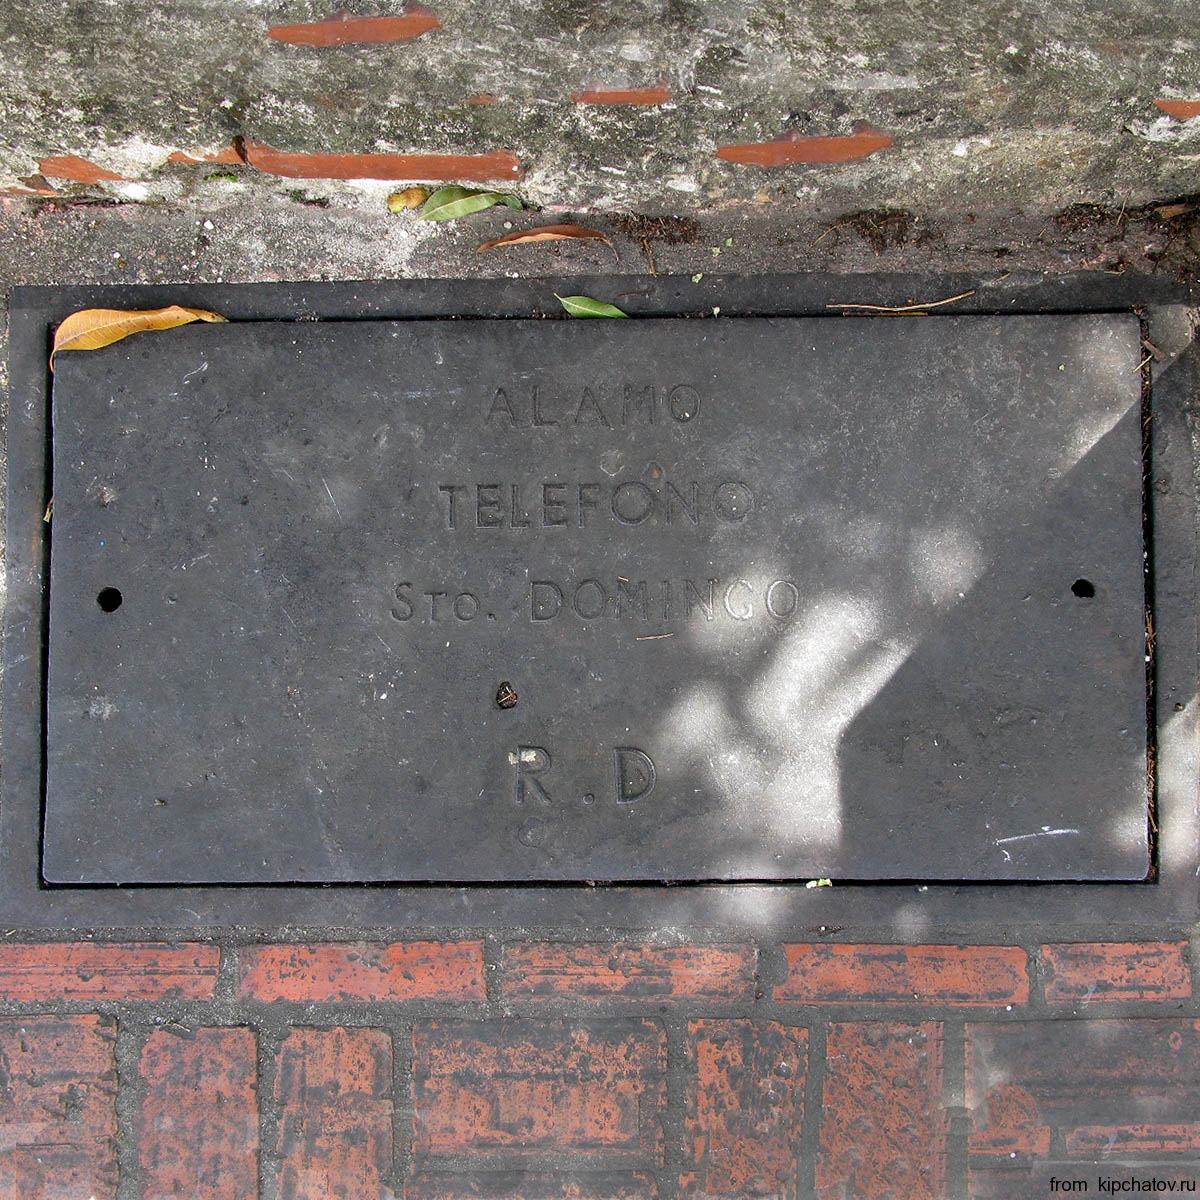 ALAMO
TELEFONO
STO. DOMINGO
R.D
from kipchatov.ru